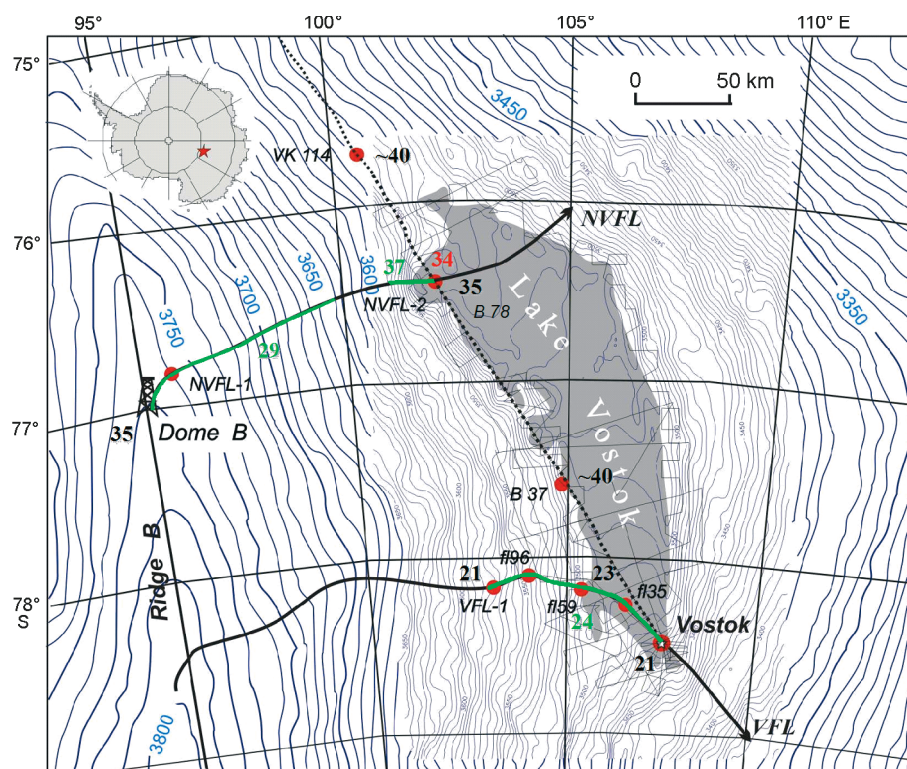 95°
100°
105°
110° E
75°
3450
0 50 km
VK 114
~40
76°
NVFL
37
34
3600
3650
NVFL-2
35
B 78
Lake
3700
3350
3750
29
NVFL-1
77°
35
Dome B
Vostok
~40
B 37
Ridge B
fl96
21
23
VFL-1
fl59
fl35
78°
S
24
Vostok
21
VFL
3800